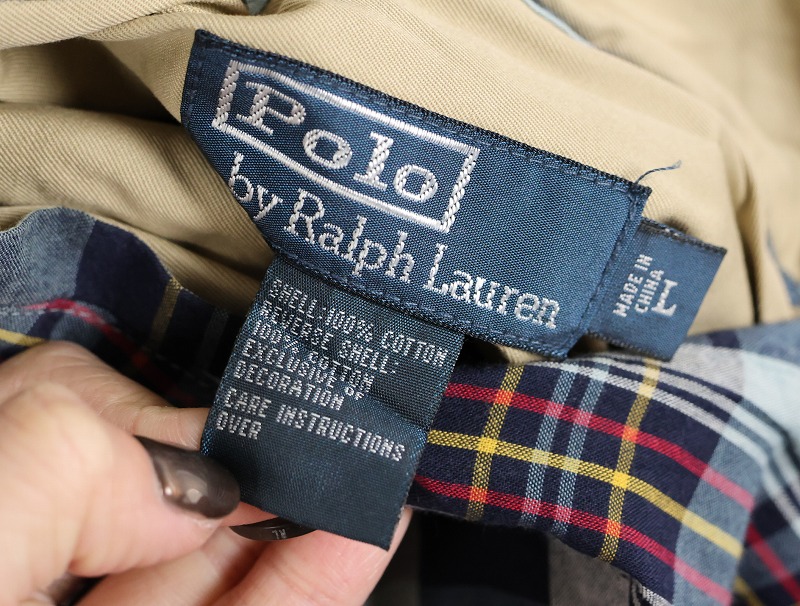 Polo
by Ralph Lauren
MADE IN
CHINA
L
SHELL:100% COTTON
REVERSE SHELL:
100% COTTON
EXCLUSIVE OF
DECORATION
CARE INSTRUCTIONS
OVER